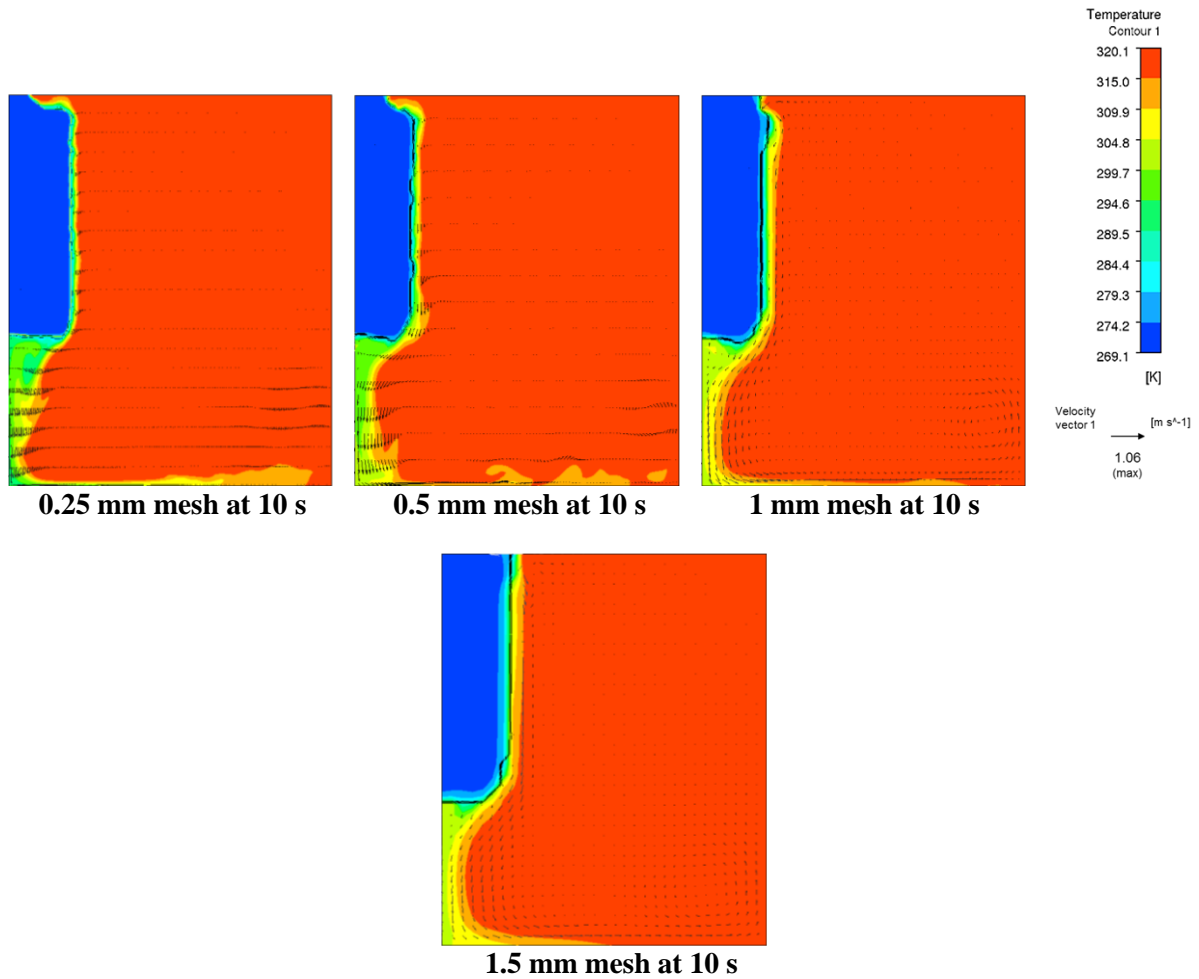 Temperature
Contour 1
320.1
315.0
309.9
304.8
299.7
294.6
289.5
284.4
279.3
274.2
269.1
[K]
Velocity
vector 1
[m s^-1]
1.06
(max)
0.25 mm mesh at 10 s
0.5 mm mesh at 10 s
1 mm mesh at 10 s
1.5 mm mesh at 10 s